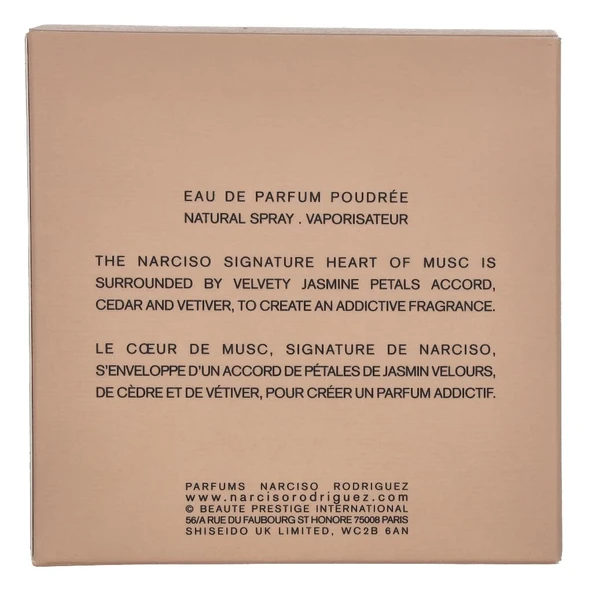 EAU DE PARFUM POUDRÉE
NATURAL SPRAY . VAPORISATEUR
THE NARCISO SIGNATURE HEART OF MUSC IS
SURROUNDED BY VELVETY JASMINE PETALS ACCORD,
CEDAR AND VETIVER, TO CREATE AN ADDICTIVE FRAGRANCE.
LE CŒUR DE MUSC, SIGNATURE DE NARCISO,
S'ENVELOPPE D'UN ACCORD DE PÉTALES DE JASMIN VELOURS,
DE CÈDRE ET DE VÉTIVER, POUR CRÉER UN PARFUM ADDICTIF.
PARFUMS NARCISO RODRIGUEZ
www.narcisorodriguez.com
© BEAUTE PRESTIGE INTERNATIONAL
56/A RUE DU FAUBOURG ST HONORE 75008 PARIS
SHISEIDO UK LIMITED, WC2B 6AN